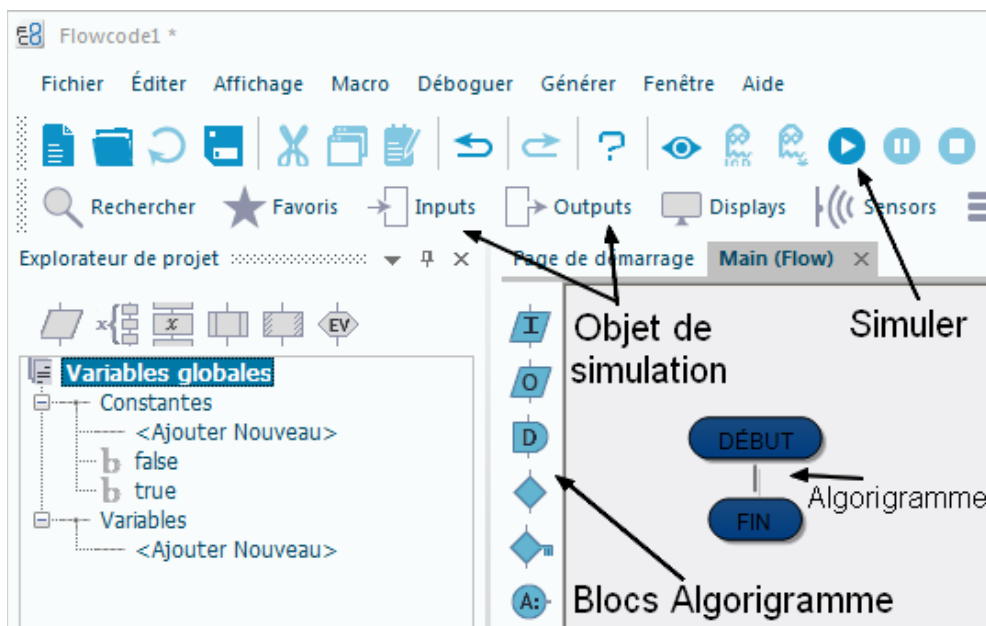 Flowcode1 *
Fichier Éditer Affichage Macro Déboguer Générer Fenêtre Aide
Rechercher Favoris Inputs Outputs Displays Sensors
Explorateur de projet Page de démarrage Main (Flow)
x{ x EV
Variables globales
Constantes
<Ajouter Nouveau>
false
true
Variables
<Ajouter Nouveau>
I
O
D
A:
Objet de
simulation
Simuler
DÉBUT
Algorigramme
FIN
Blocs Algorigramme